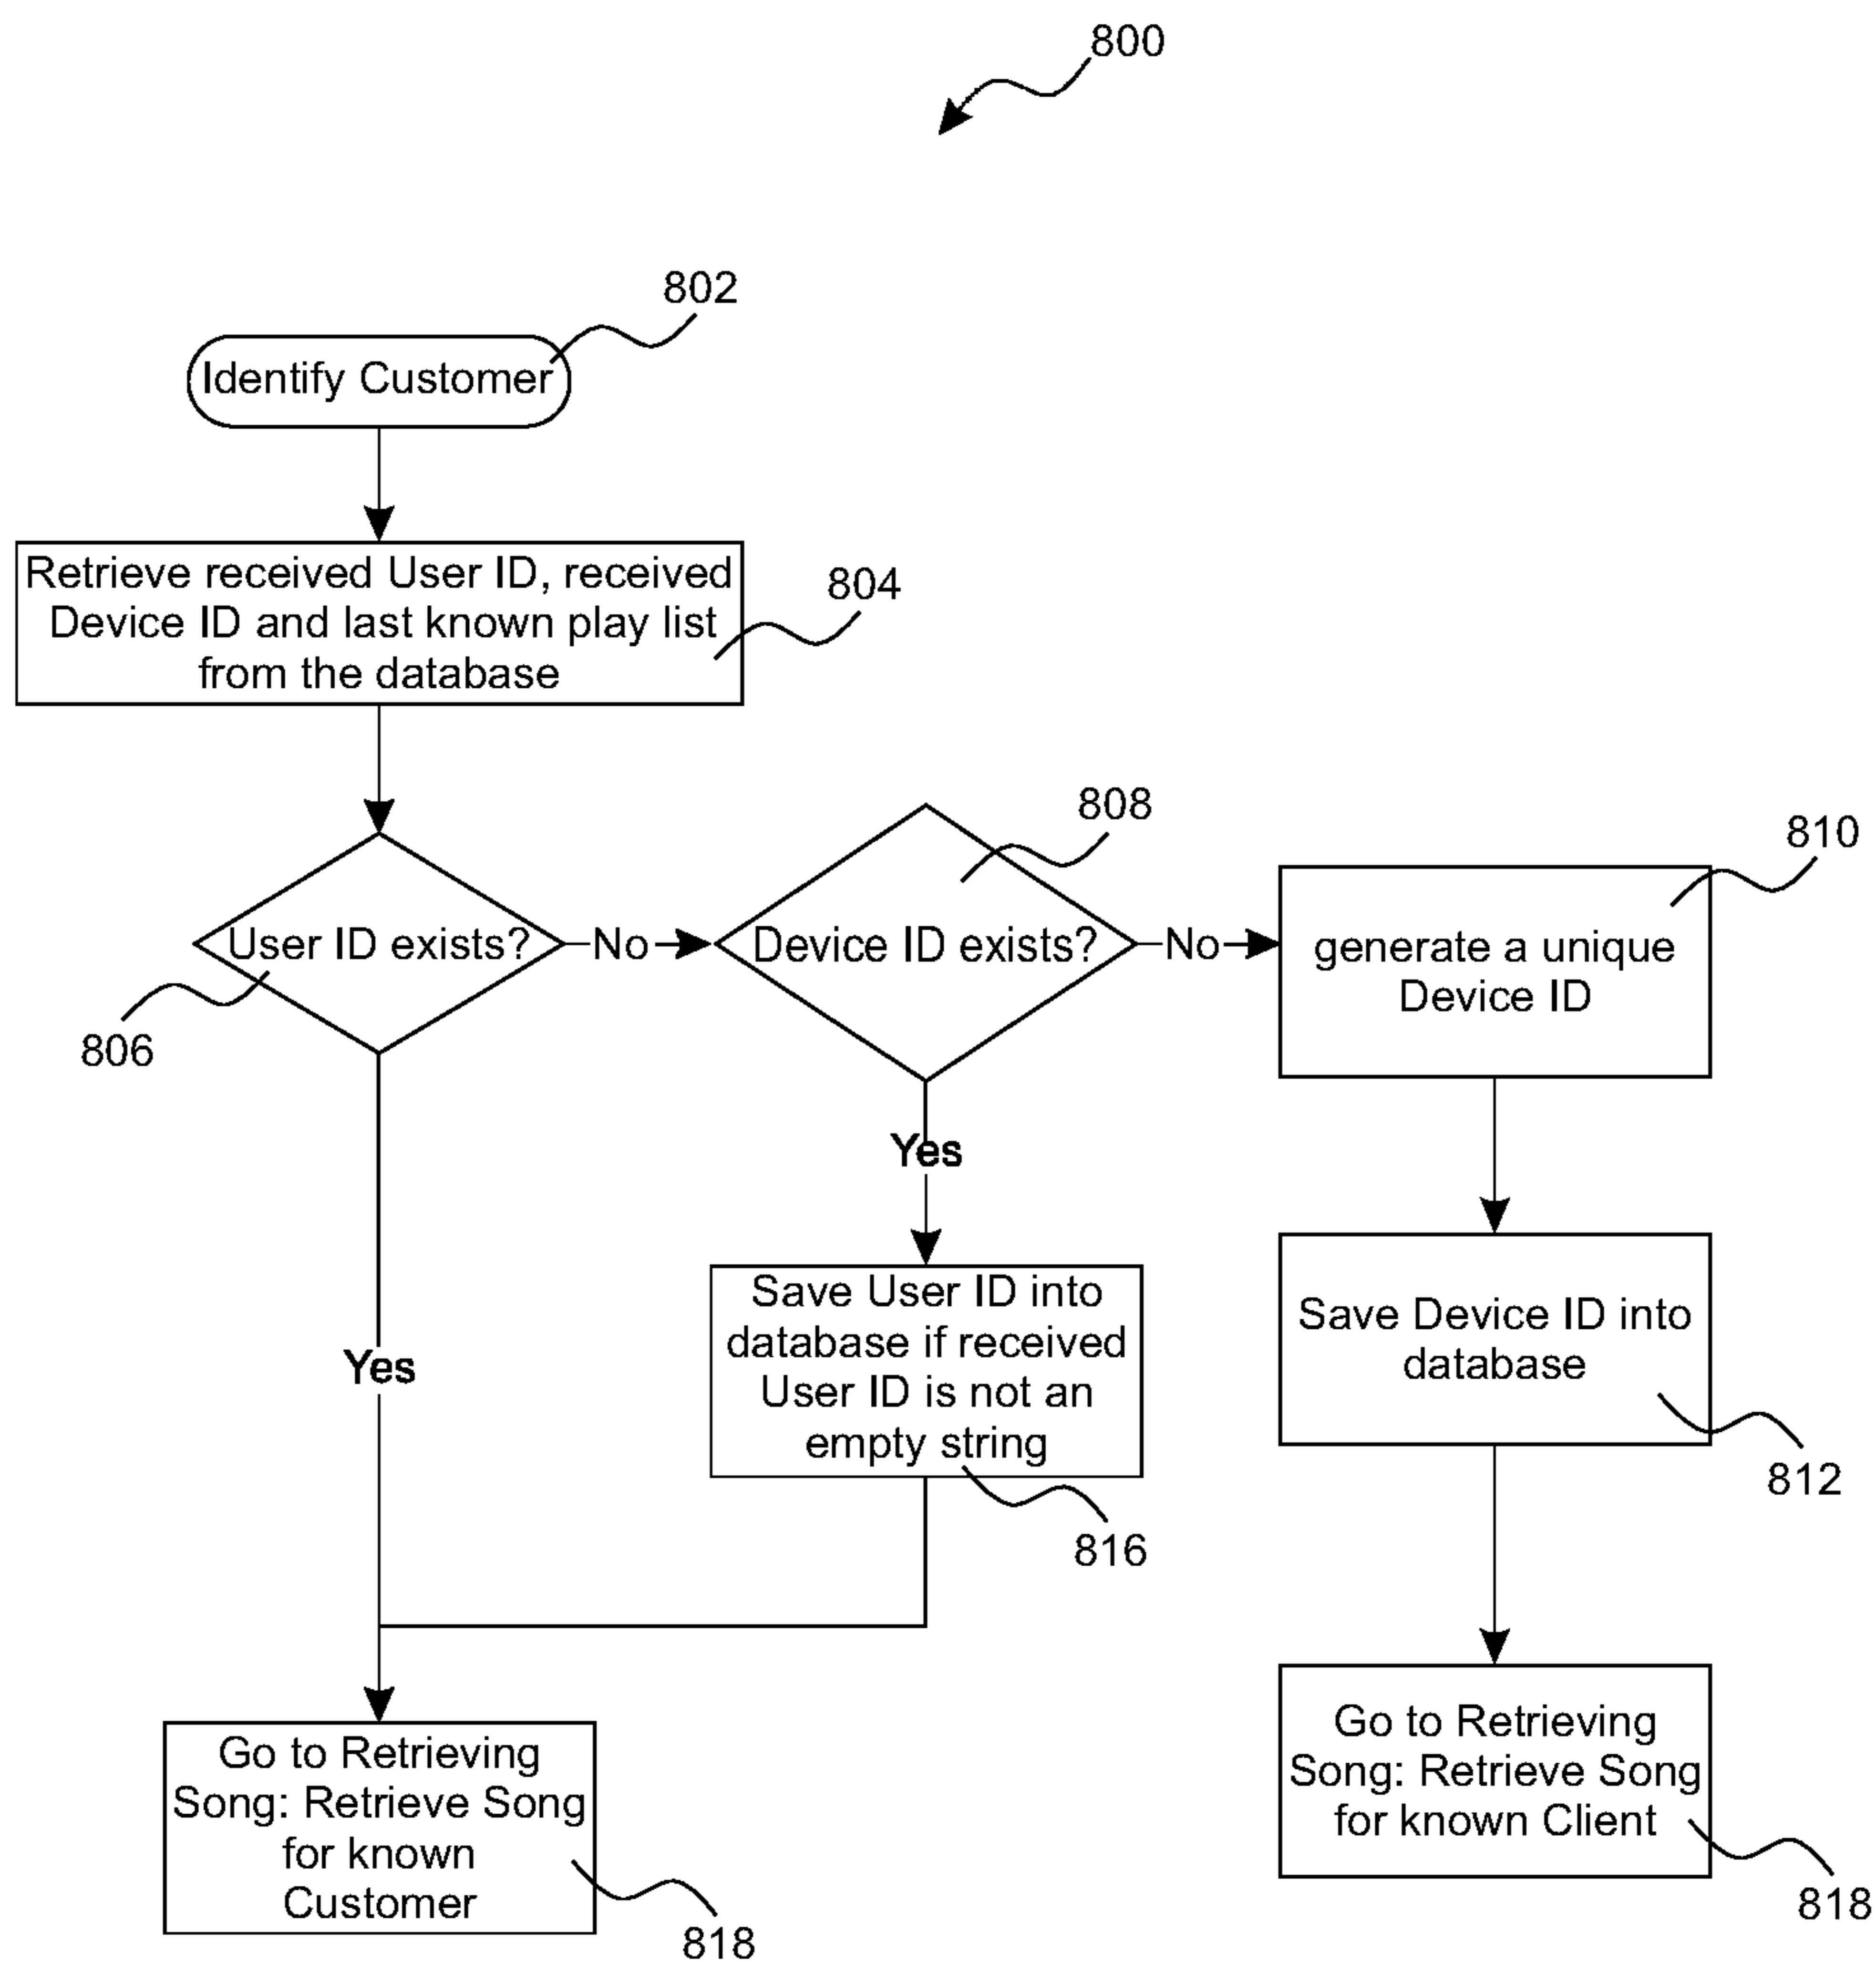 800
802
Identify Customer
Retrieve received User ID, received
Device ID and last known play list
from the database
804
808
810
User ID exists?
No
Device ID exists?
No
generate a unique
Device ID
806
Yes
Save User ID into
database if received
User ID is not an
empty string
Save Device ID into
database
Yes
812
816
Go to Retrieving
Song: Retrieve Song
for known
Customer
Go to Retrieving
Song: Retrieve Song
for known Client
818
818